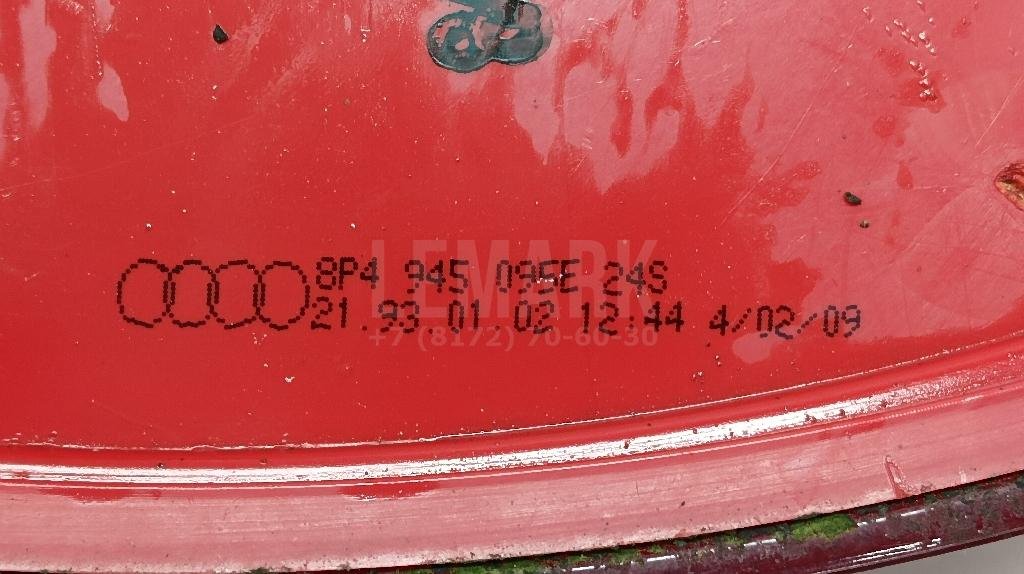 8P4 945 095E 24S
21.93 01.02 12.44 4/02/09
LEMARK
+7 (8172) 70-60-30